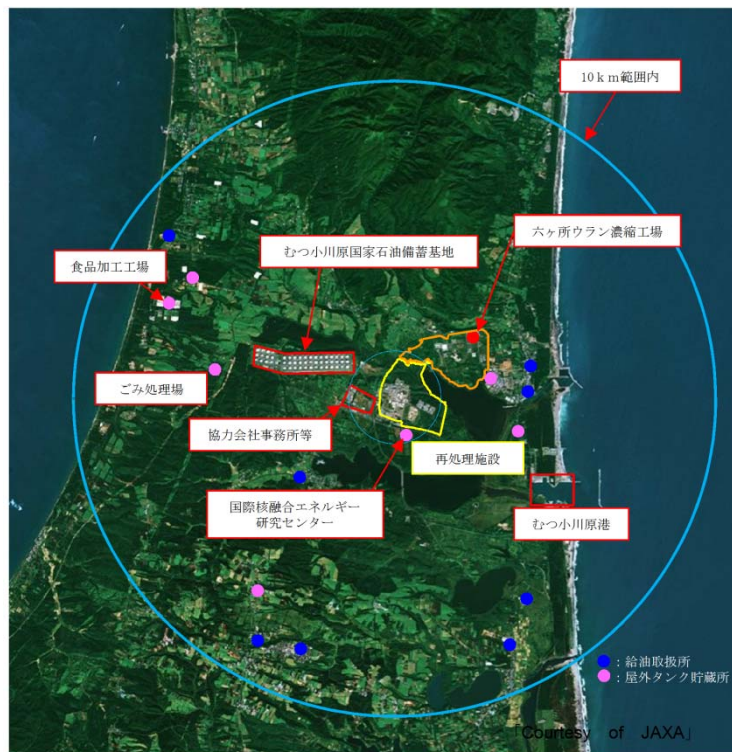 10ｋｍ範囲内
六ヶ所ウラン濃縮工場
むつ小川原国家石油備蓄基地
食品加工工場
ごみ処理場
協力会社事務所等
再処理施設
国際核融合エネルギー
研究センター
むつ小川原港
：給油取扱所
：屋外タンク貯蔵所
「Courtesy of JAXA」